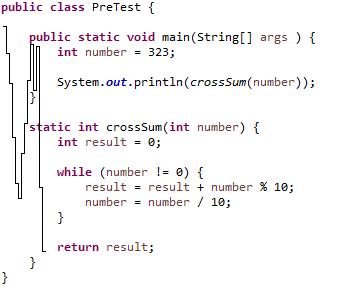 public class PreTest {
public static void main(String[] args ) {
int number = 323;
System.out.println(crossSum(number));
}
static int crossSum(int number) {
int result = 0;
while (number != 0) {
result = result + number % 10;
number = number / 10;
}
return result;
}
}